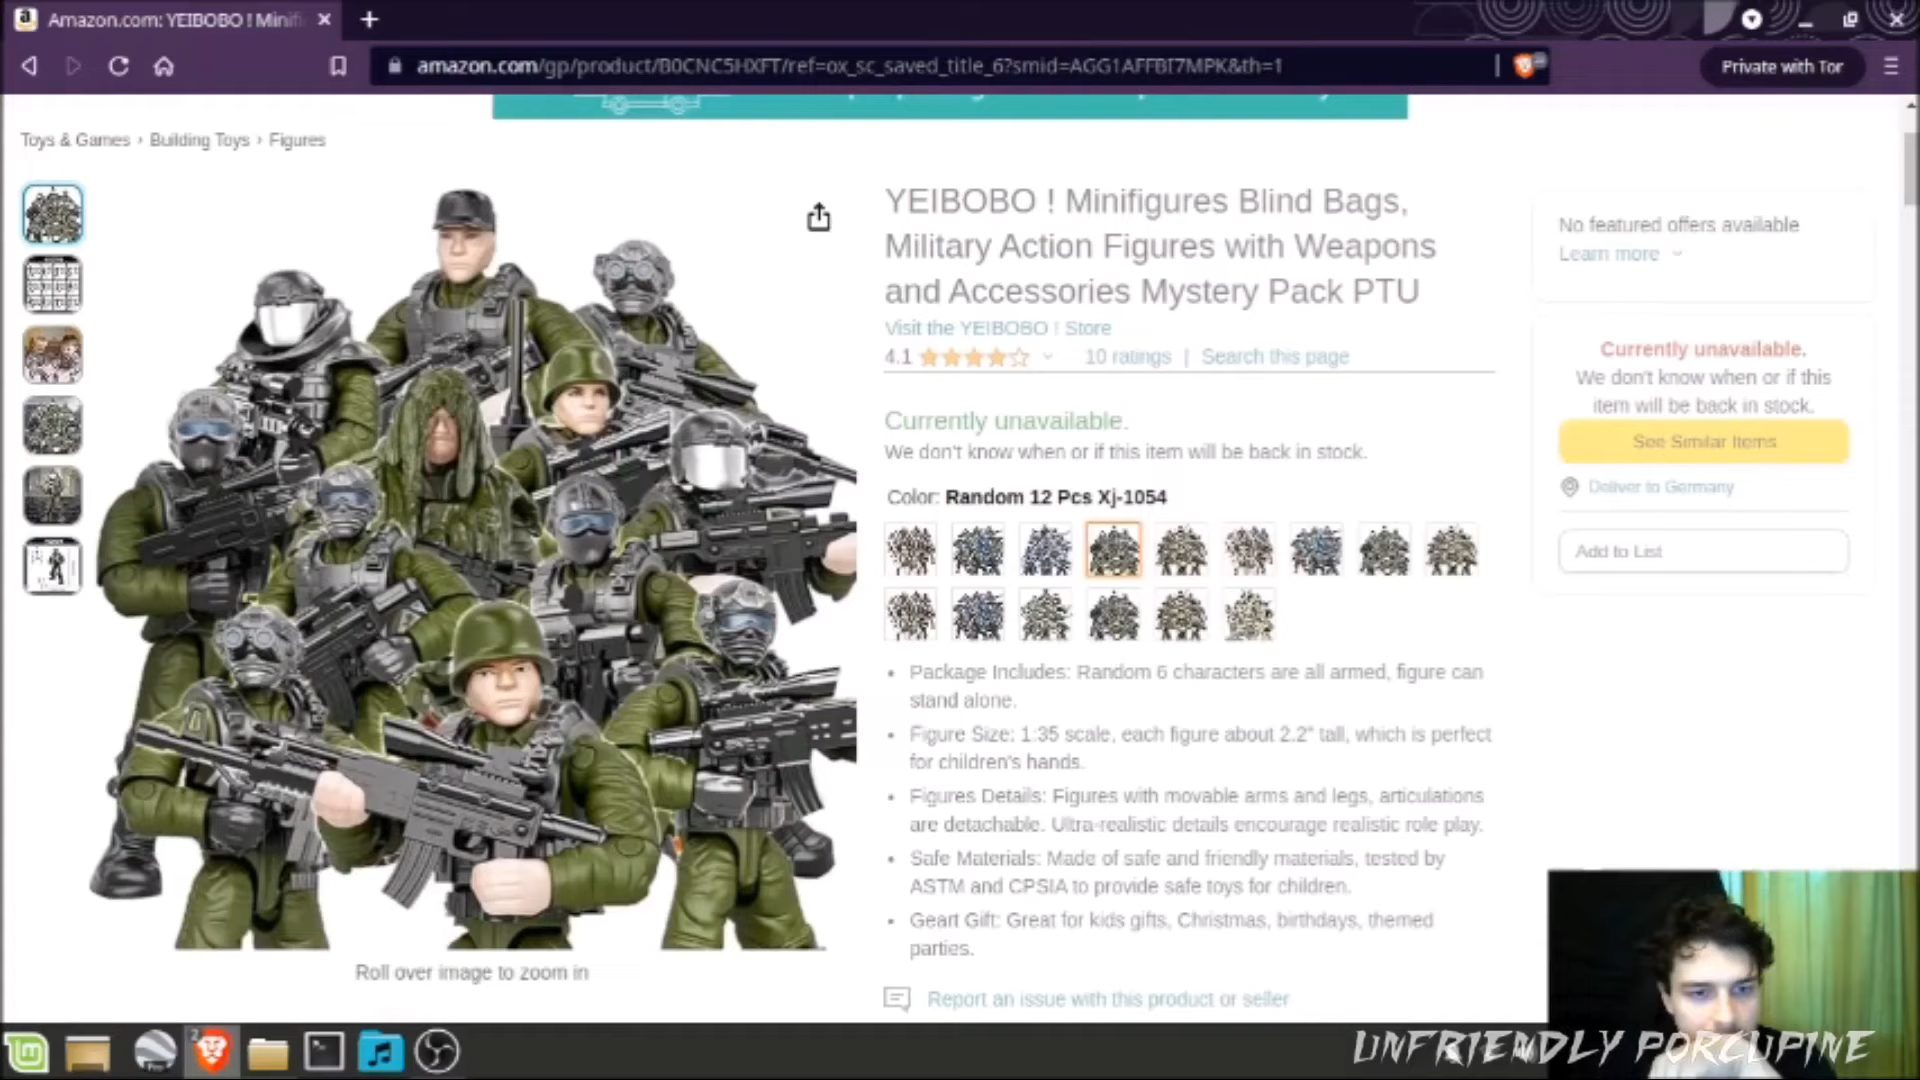 Amazon.com: YEIBOBO ! Minifi
amazon.com/gp/product/B0CNC5HXFT/ref=ox_sc_saved_title_6?smid=AGG1AFFBI7MPK&th=1
Private with Tor
Toys & Games › Building Toys › Figures
YEIBOBO ! Minifigures Blind Bags,
Military Action Figures with Weapons
and Accessories Mystery Pack PTU
Visit the YEIBOBO ! Store
4.1
10 ratings | Search this page
Currently unavailable.
We don't know when or if this item will be back in stock.
Color: Random 12 Pcs Xj-1054
• Package Includes: Random 6 characters are all armed, figure can
stand alone.
• Figure Size: 1:35 scale, each figure about 2.2" tall, which is perfect
for children's hands.
• Figures Details: Figures with movable arms and legs, articulations
are detachable. Ultra-realistic details encourage realistic role play.
• Safe Materials: Made of safe and friendly materials, tested by
ASTM and CPSIA to provide safe toys for children.
• Geart Gift: Great for kids gifts, Christmas, birthdays, themed
parties.
Report an issue with this product or seller
Roll over image to zoom in
No featured offers available
Learn more
Currently unavailable.
We don't know when or if this
item will be back in stock.
See Similar Items
Deliver to Germany
Add to List
UNFRIENDLY PORCUPINE